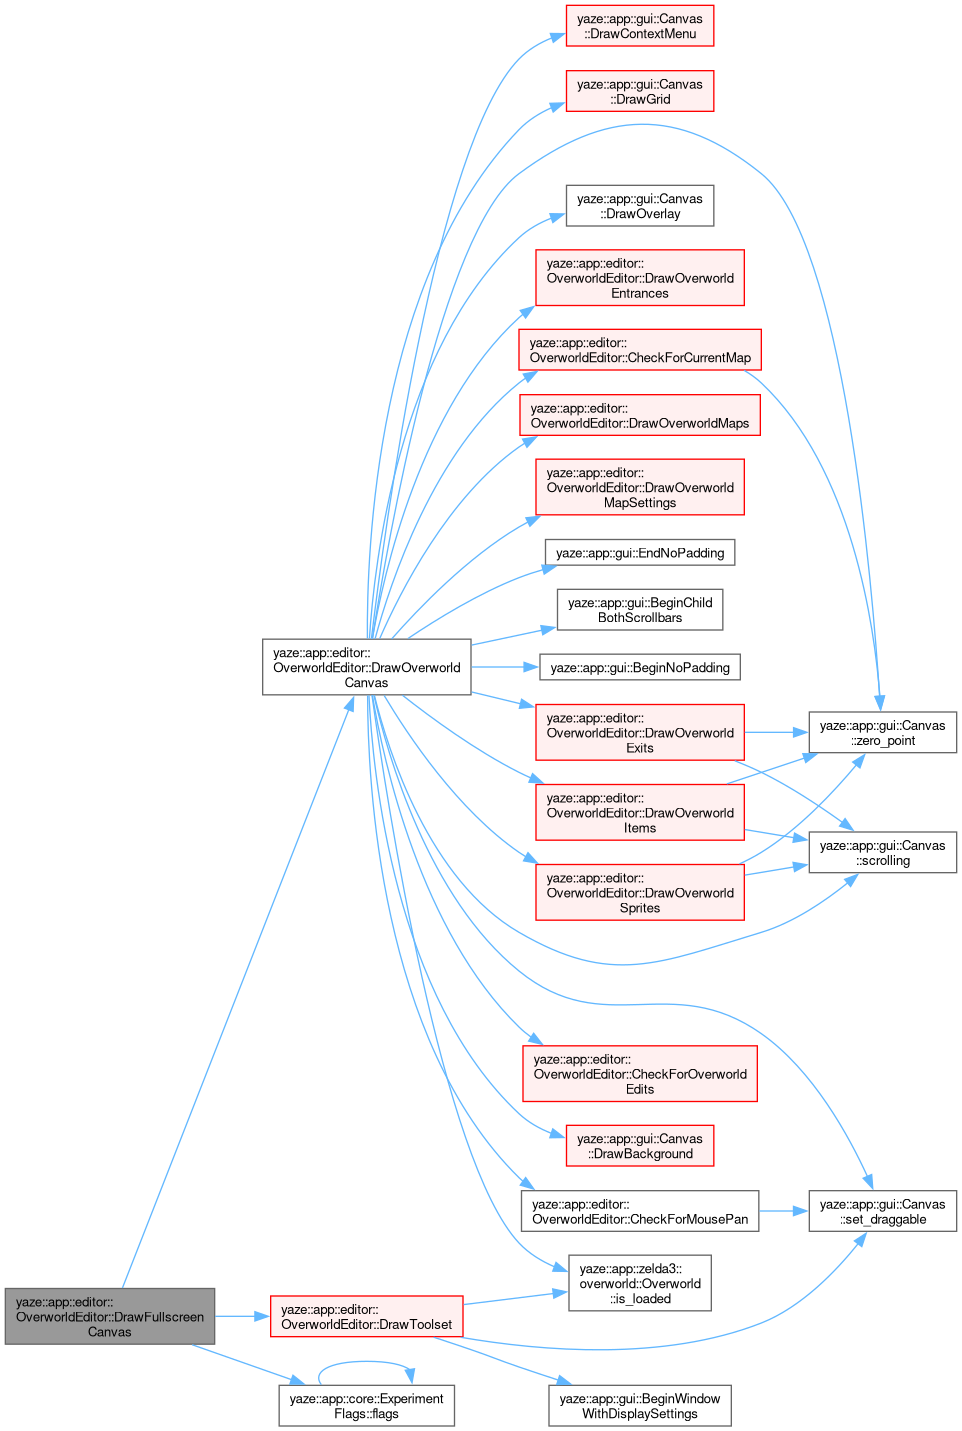 yaze::app::gui::Canvas
::DrawContextMenu
yaze::app::gui::Canvas
::DrawGrid
yaze::app::gui::Canvas
::DrawOverlay
yaze::app::editor::
OverworldEditor::DrawOverworld
Entrances
yaze::app::editor::
OverworldEditor::CheckForCurrentMap
yaze::app::editor::
OverworldEditor::DrawOverworldMaps
yaze::app::editor::
OverworldEditor::DrawOverworld
MapSettings
yaze::app::gui::EndNoPadding
yaze::app::gui::BeginChild
BothScrollbars
yaze::app::editor::
OverworldEditor::DrawOverworld
Canvas
yaze::app::gui::BeginNoPadding
yaze::app::editor::
OverworldEditor::DrawOverworld
Exits
yaze::app::gui::Canvas
::zero_point
yaze::app::editor::
OverworldEditor::DrawOverworld
Items
yaze::app::gui::Canvas
::scrolling
yaze::app::editor::
OverworldEditor::DrawOverworld
Sprites
yaze::app::editor::
OverworldEditor::CheckForOverworld
Edits
yaze::app::gui::Canvas
::DrawBackground
yaze::app::editor::
OverworldEditor::CheckForMousePan
yaze::app::gui::Canvas
::set_draggable
yaze::app::zelda3::
overworld::Overworld
::is_loaded
yaze::app::editor::
OverworldEditor::DrawFullscreen
Canvas
yaze::app::editor::
OverworldEditor::DrawToolset
yaze::app::core::Experiment
Flags::flags
yaze::app::gui::BeginWindow
WithDisplaySettings